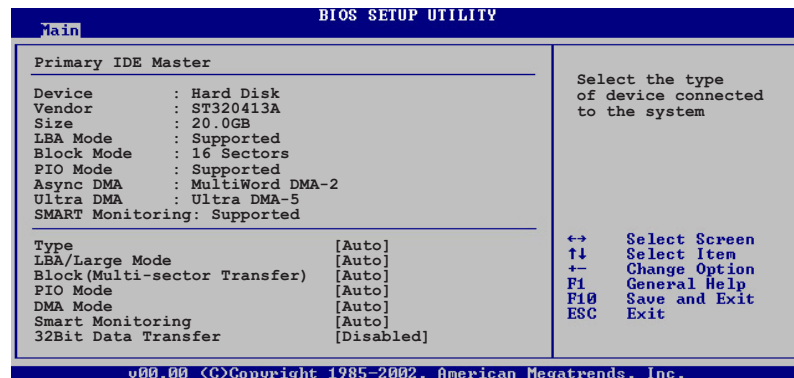 BIOS SETUP UTILITY
Main
Primary IDE Master
Device : Hard Disk
Vendor : ST320413A
Size : 20.0GB
LBA Mode : Supported
Block Mode : 16 Sectors
PIO Mode : Supported
Async DMA : MultiWord DMA-2
Ultra DMA : Ultra DMA-5
SMART Monitoring: Supported
Type [Auto]
LBA/Large Mode [Auto]
Block(Multi-sector Transfer) [Auto]
PIO Mode [Auto]
DMA Mode [Auto]
Smart Monitoring [Auto]
32Bit Data Transfer [Disabled]
Select the type
of device connected
to the system
←→ Select Screen
↑↓ Select Item
+- Change Option
F1 General Help
F10 Save and Exit
ESC Exit
v00.00 (C)Copyright 1985-2002, American Megatrends, Inc.